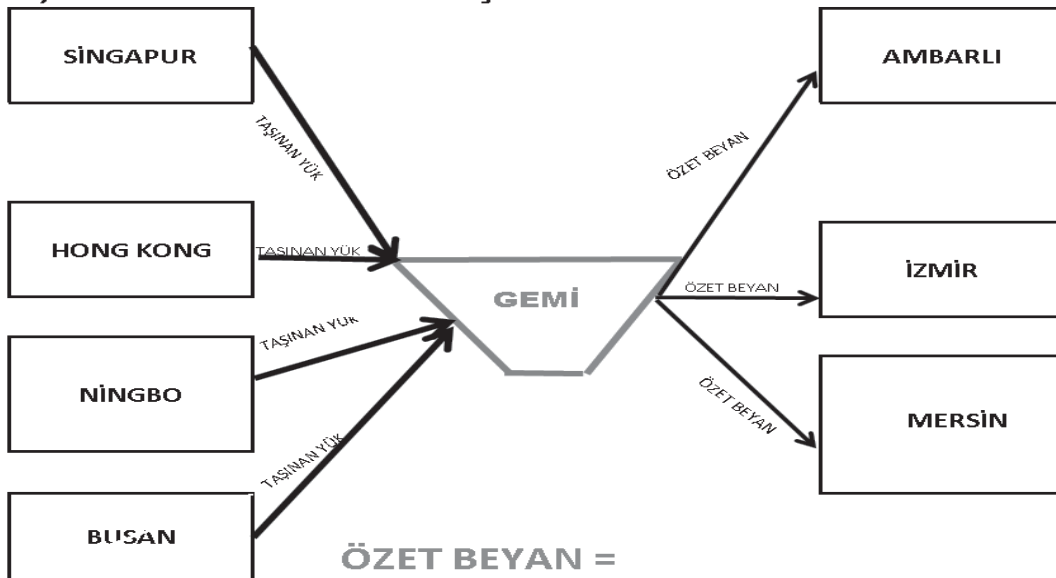 SİNGAPUR
AMBARLI
TAŞINAN YÜK
ÖZET BEYAN
HONG KONG
TAŞINAN YÜK
İZMİR
ÖZET BEYAN
GEMİ
TAŞINAN YÜK
NİNGBO
ÖZET BEYAN
MERSİN
TAŞINAN YÜK
BUSAN
ÖZET BEYAN =